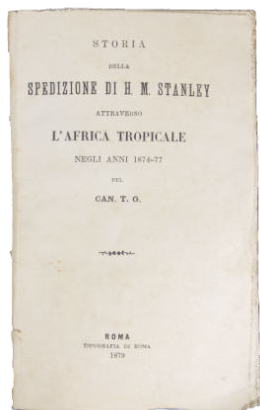 STORIA
DELLA
SPEDIZIONE DI H. M. STANLEY
ATTRAVERSO
L'AFRICA TROPICALE
NEGLI ANNI 1874-77
PEL
CAN. T. G.
ROMA
TIPOGRAFIA DI ROMA
1879